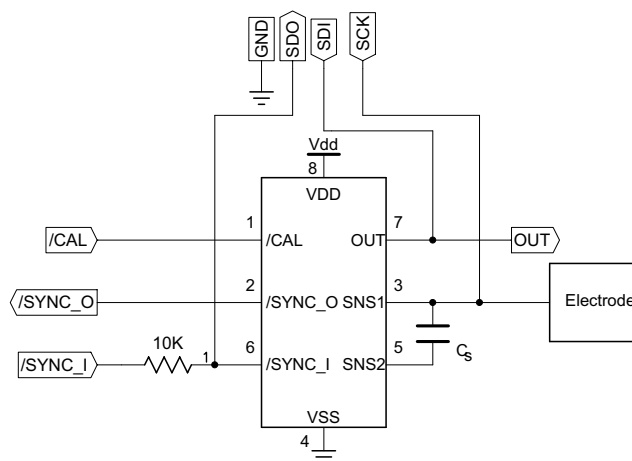 GND
SDO
SDI
SCK
Vdd
8
VDD
1
7
/CAL
/CAL
OUT
OUT
2
3
/SYNC_O
/SYNC_O
SNS1
Electrode
10K
6
5
/SYNC_I
1
/SYNC_I
SNS2
Cs
VSS
4